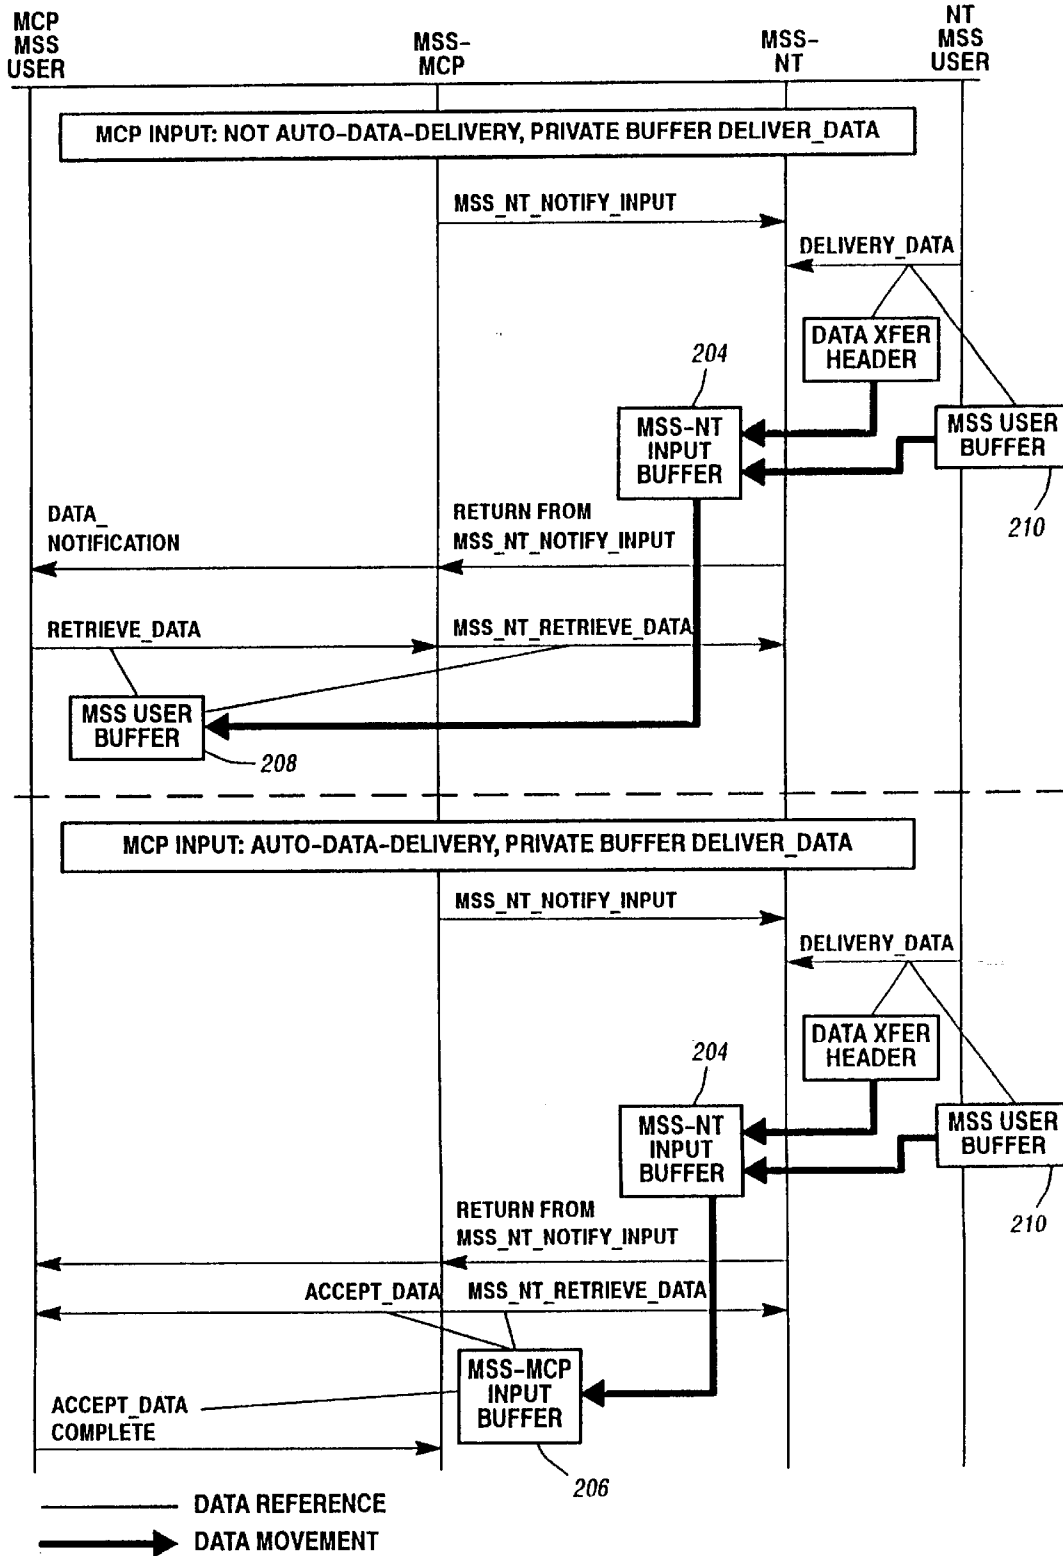 MCP
MSS
USER
MSS-
MCP
MSS-
NT
NT
MSS
USER
MCP INPUT: NOT AUTO-DATA-DELIVERY, PRIVATE BUFFER DELIVER_DATA
MSS_NT_NOTIFY_INPUT
DELIVERY_DATA
DATA XFER
HEADER
204
MSS-NT
INPUT
BUFFER
MSS USER
BUFFER
210
DATA_
NOTIFICATION
RETURN FROM
MSS_NT_NOTIFY_INPUT
RETRIEVE_DATA
MSS_NT_RETRIEVE_DATA
MSS USER
BUFFER
208
MCP INPUT: AUTO-DATA-DELIVERY, PRIVATE BUFFER DELIVER_DATA
MSS_NT_NOTIFY_INPUT
DELIVERY_DATA
DATA XFER
HEADER
204
MSS-NT
INPUT
BUFFER
MSS USER
BUFFER
210
RETURN FROM
MSS_NT_NOTIFY_INPUT
ACCEPT_DATA
MSS_NT_RETRIEVE_DATA
MSS-MCP
INPUT
BUFFER
206
ACCEPT_DATA
COMPLETE
DATA REFERENCE
DATA MOVEMENT